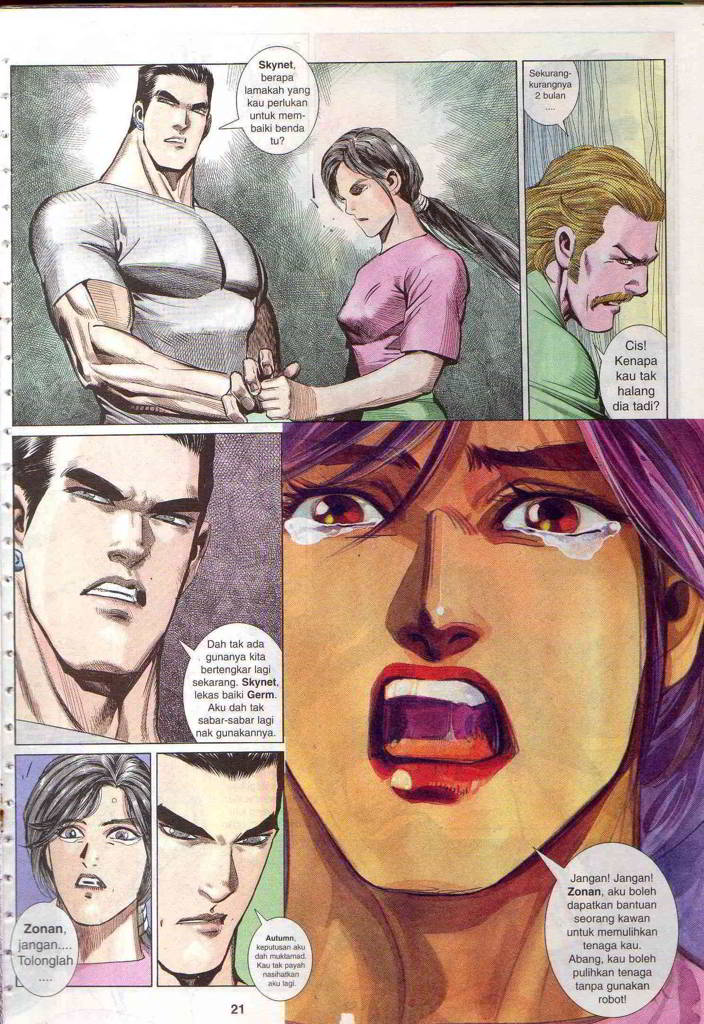 Skynet,
berapa
lamakah yang
kau perlukan
untuk mem-
baiki benda
tu?
Sekurang-
kurangnya
2 bulan
....
Cis!
Kenapa
kau tak
halang
dia tadi?
Dah tak ada
gunanya kita
bertengkar lagi
sekarang. Skynet,
lekas baiki Germ.
Aku dah tak
sabar-sabar lagi
nak gunakannya.
Zonan,
jangan....
Tolonglah
....
Autumn,
keputusan aku
dah muktamad.
Kau tak payah
nasihatkan
aku lagi.
Jangan! Jangan!
Zonan, aku boleh
dapatkan bantuan
seorang kawan
untuk memulihkan
tenaga kau.
Abang, kau boleh
pulihkan tenaga
tanpa gunakan
robot!
21